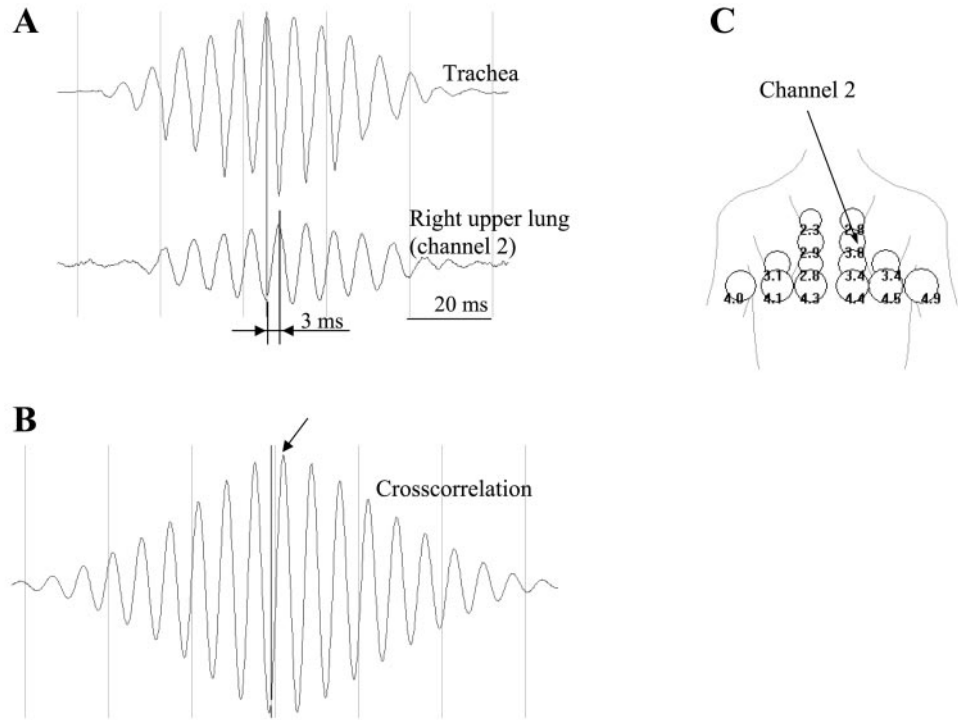 A
Trachea
Right upper lung
(channel 2)
20 ms
3 ms
B
Crosscorrelation
C
Channel 2
2.3 2.8
2.9 3.0
3.1 2.8 3.4 3.4
4.0 4.1 4.3 4.4 4.5 4.9